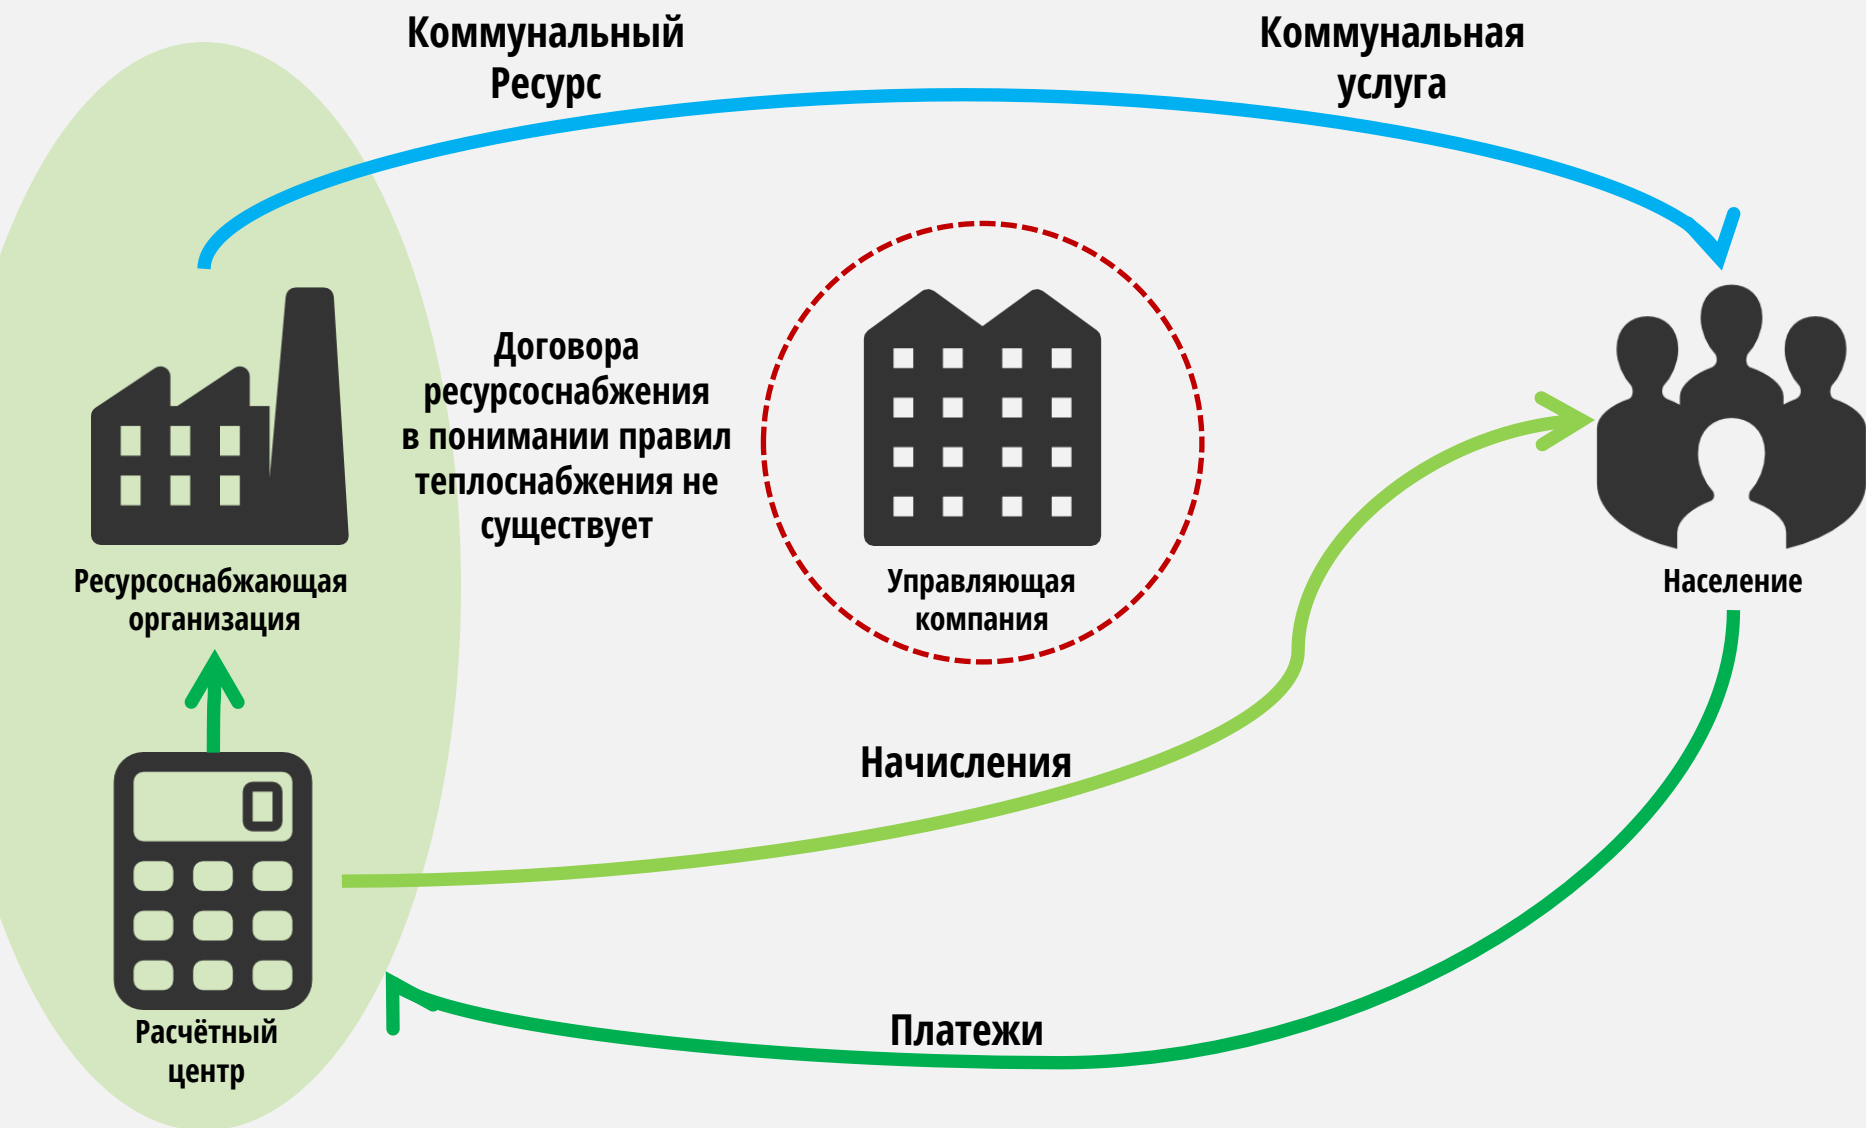 Коммунальный
Ресурс
Коммунальная
услуга
Договора
ресурсоснабжения
в понимании правил
теплоснабжения не
существует
Ресурсоснабжающая
организация
Управляющая
компания
Население
Начисления
Платежи
Расчётный
центр